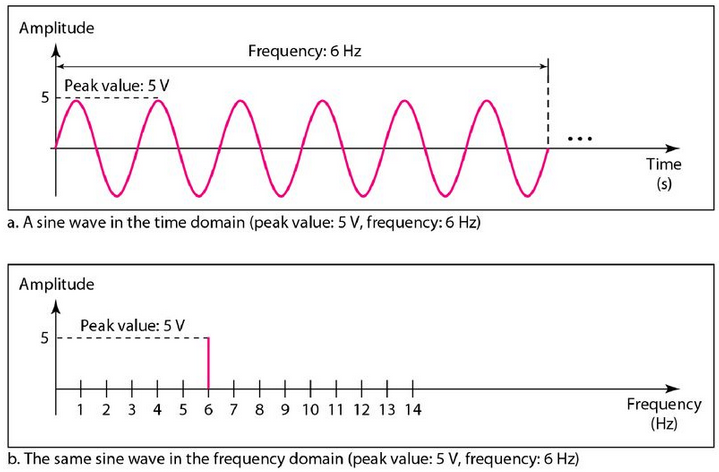 Amplitude
Frequency: 6 Hz
Peak value: 5 V
5
...
Time
(s)
a. A sine wave in the time domain (peak value: 5 V, frequency: 6 Hz)
Amplitude
Peak value: 5 V
5
1 2 3 4 5 6 7 8 9 10 11 12 13 14
Frequency
(Hz)
b. The same sine wave in the frequency domain (peak value: 5 V, frequency: 6 Hz)